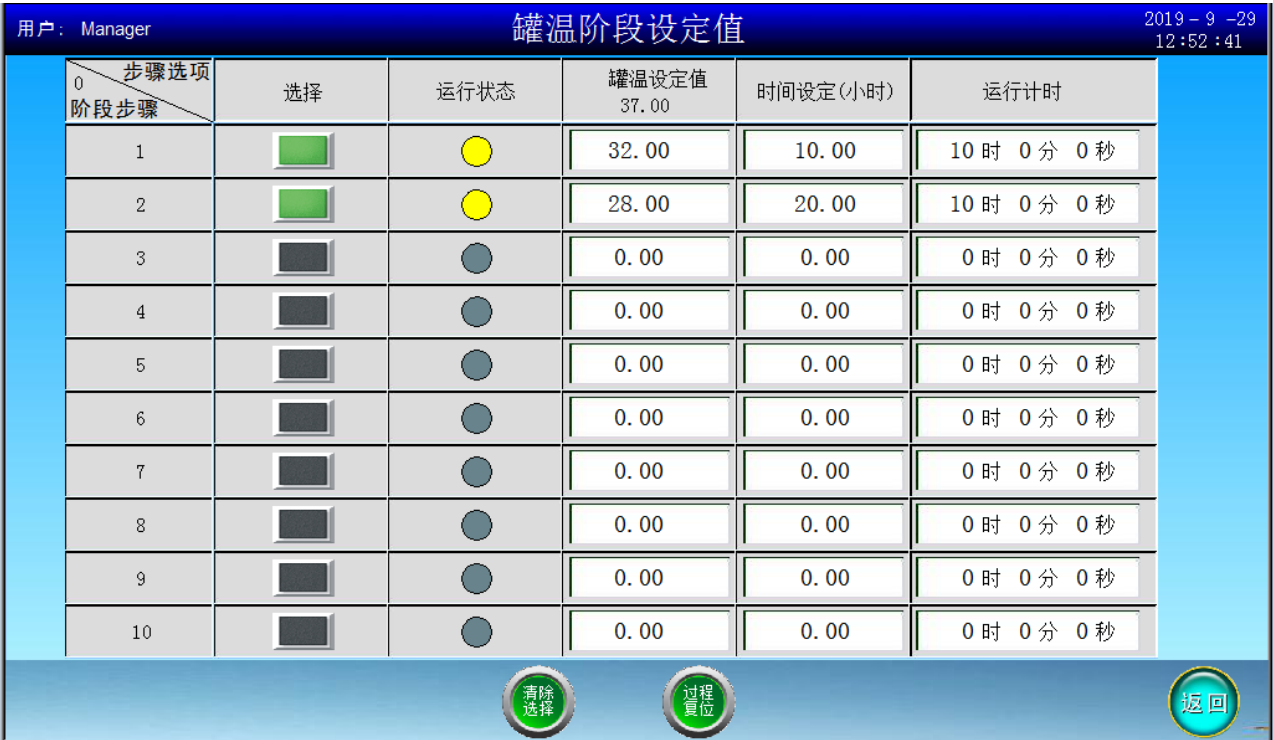 用户: Manager
罐温阶段设定值
2019-9-29
12:52:41
0 步骤选项
阶段步骤
选择
运行状态
罐温设定值
37.00
时间设定(小时)
运行计时
1 32.00 10.00 10时 0分 0秒
2 28.00 20.00 10时 0分 0秒
3 0.00 0.00 0时 0分 0秒
4 0.00 0.00 0时 0分 0秒
5 0.00 0.00 0时 0分 0秒
6 0.00 0.00 0时 0分 0秒
7 0.00 0.00 0时 0分 0秒
8 0.00 0.00 0时 0分 0秒
9 0.00 0.00 0时 0分 0秒
10 0.00 0.00 0时 0分 0秒
清除
选择
过程
复位
返回